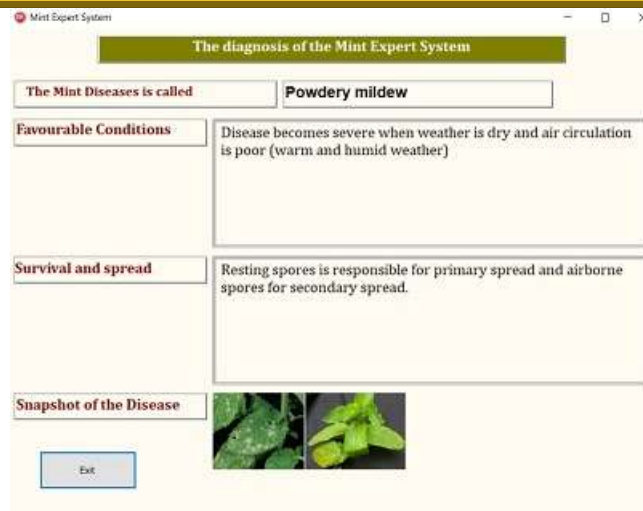 Mint Expert System
The diagnosis of the Mint Expert System
The Mint Diseases is called
Powdery mildew
Favourable Conditions
Disease becomes severe when weather is dry and air circulation
is poor (warm and humid weather)
Survival and spread
Resting spores is responsible for primary spread and airborne
spores for secondary spread.
Snapshot of the Disease
Exit